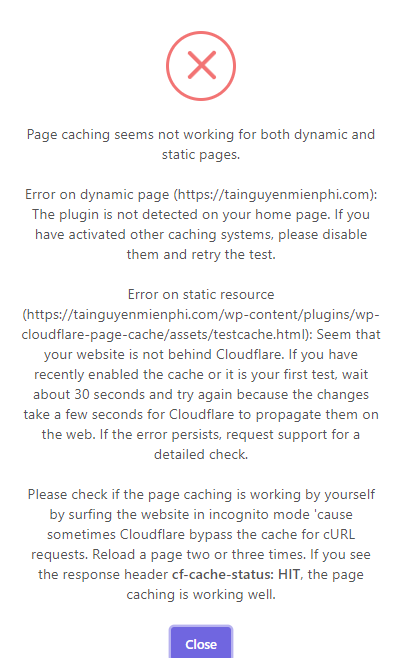 Page caching seems not working for both dynamic and
static pages.
Error on dynamic page (https://tainguyenmienphi.com):
The plugin is not detected on your home page. If you
have activated other caching systems, please disable
them and retry the test.
Error on static resource
(https://tainguyenmienphi.com/wp-content/plugins/wp-
cloudflare-page-cache/assets/testcache.html): Seem that
your website is not behind Cloudflare. If you have
recently enabled the cache or it is your first test, wait
about 30 seconds and try again because the changes
take a few seconds for Cloudflare to propagate them on
the web. If the error persists, request support for a
detailed check.
Please check if the page caching is working by yourself
by surfing the website in incognito mode 'cause
sometimes Cloudflare bypass the cache for cURL
requests. Reload a page two or three times. If you see
the response header cf-cache-status: HIT, the page
caching is working well.
Close